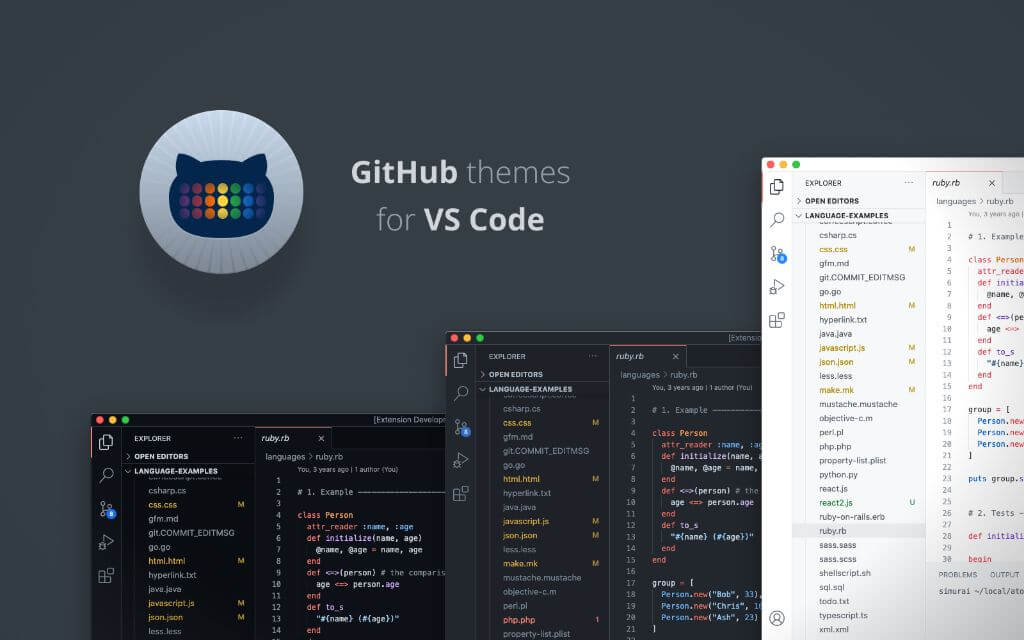 GitHub themes
for VS Code
[Extension Develope
EXPLORER
OPEN EDITORS
LANGUAGE-EXAMPLES
csharp.cs
css.css M
gfm.md
git.COMMIT_EDITMSG
go.go
html.html M
hyperlink.txt
java.java
javascript.js M
json.json M
less.less
8
ruby.rb
languages > ruby.rb
You, 3 years ago | 1 author (You)
1
2 # 1. Example
3
4 class Person
5 attr_reader :name, :age
6 def initialize(name, age)
7 @name, @age = name, age
8 end
9 def <=>(person) # the comparis
10 age <=> person.age
11 end
12 def to_s
13 "#{name} (#{age})"
14 end
[Extensio
EXPLORER
OPEN EDITORS
LANGUAGE-EXAMPLES
csharp.cs
css.css M
gfm.md
git.COMMIT_EDITMSG
go.go
html.html M
hyperlink.txt
java.java
javascript.js M
json.json M
less.less
make.mk M
mustache.mustache
objective-c.m
perl.pl
php.php 1
property-list.plist
8
ruby.rb
languages > ruby.rb
You, 3 years ago | 1 author (You)
1
2 # 1. Example
3
4 class Person
5 attr_reader :name, :ag
6 def initialize(name, a
7 @name, @age = name,
8 end
9 def <=>(person) # the
10 age <=> person.age
11 end
12 def to_s
13 "#{name} (#{age})"
14 end
15 end
16
17 group = [
18 Person.new("Bob", 33),
19 Person.new("Chris", 16
20 Person.new("Ash", 23)
21 ]
EXPLORER
OPEN EDITORS
LANGUAGE-EXAMPLES
csharp.cs
css.css M
gfm.md
git.COMMIT_EDITMSG
go.go
html.html M
hyperlink.txt
java.java
javascript.js M
json.json M
less.less
make.mk M
mustache.mustache
objective-c.m
perl.pl
php.php
property-list.plist
python.py
react.js
react2.js U
ruby-on-rails.erb
ruby.rb
sass.sass
sass.scss
shellscript.sh
sql.sql
todo.txt
typescript.ts
xml.xml
8
ruby.rb
languages > ruby.rb
You, 3 years ago |
1
2 # 1. Example
3
4 class Person
5 attr_reader
6 def initia
7 @name, @
8 end
9 def <=>(pe
10 age <=>
11 end
12 def to_s
13 "#{name}
14 end
15 end
16
17 group = [
18 Person.new
19 Person.new
20 Person.new
21 ]
22
23 puts group.s
24
25
26 # 2. Tests
27
28 def initiali
29
30 begin
PROBLEMS OUTPUT
simurai ~/local/ato